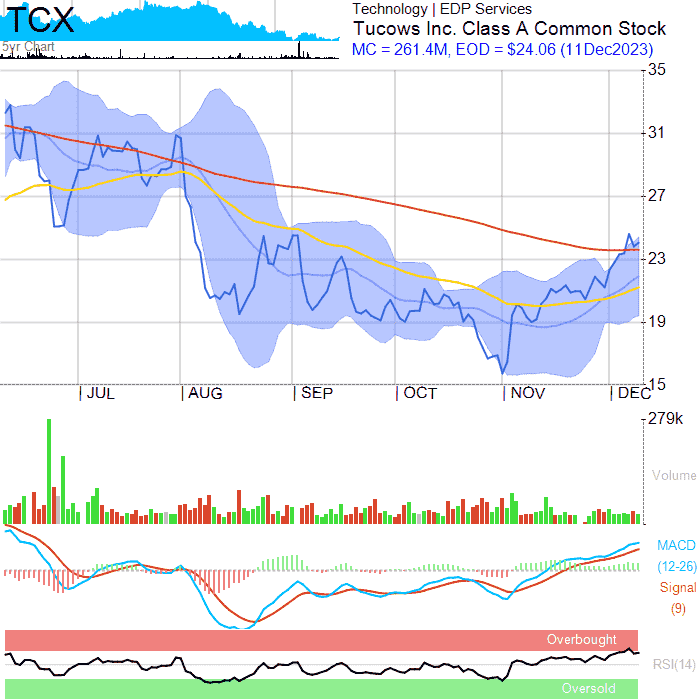 TCX
5yr Chart
Technology | EDP Services
Tucows Inc. Class A Common Stock
MC = 261.4M, EOD = $24.06 (11Dec2023)
35
31
27
23
19
15
JUL
AUG
SEP
OCT
NOV
DEC
279k
Volume
MACD
(12-26)
Signal
(9)
Overbought
RSI(14)
Oversold